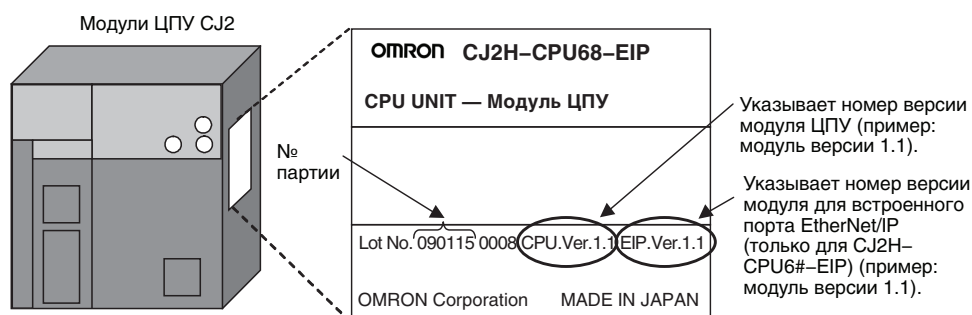 Модули ЦПУ CJ2
OMRON CJ2H–CPU68–EIP
CPU UNIT — Модуль ЦПУ
№
партии
Lot No. 090115 0008 CPU.Ver.1.1 EIP.Ver.1.1
OMRON Corporation MADE IN JAPAN
Указывает номер версии
модуля ЦПУ (пример:
модуль версии 1.1).
Указывает номер версии
модуля для встроенного
порта EtherNet/IP
(только для CJ2H–
CPU6#–EIP) (пример:
модуль версии 1.1).